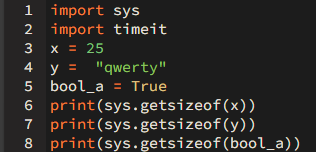 1 import sys
2 import timeit
3 x = 25
4 y =  "qwerty"
5 bool_a = True
6 print(sys.getsizeof(x))
7 print(sys.getsizeof(y))
8 print(sys.getsizeof(bool_a))